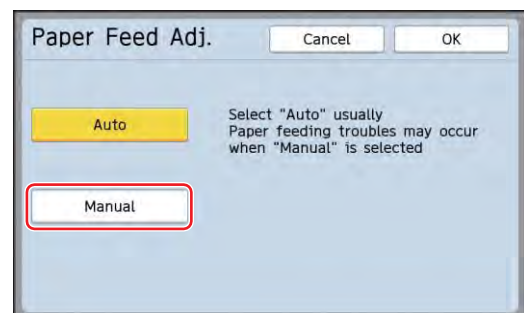 Paper Feed Adj.
Cancel
OK
Auto
Select "Auto" usually
Paper feeding troubles may occur
when "Manual" is selected
Manual